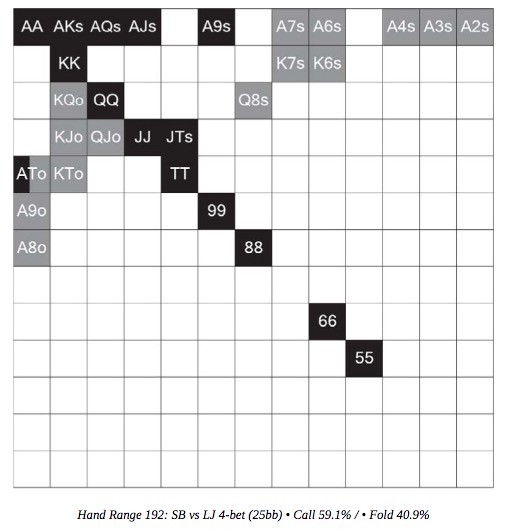 AA AKs AQs AJs A9s A7s A6s A4s A3s A2s
KK K7s K6s
KQo QQ Q8s
KJo QJo JJ JTs
ATo KTo TT
A9o 99
A8o 88
66
55
Hand Range 192: SB vs LJ 4-bet (25bb) • Call 59.1% / • Fold 40.9%